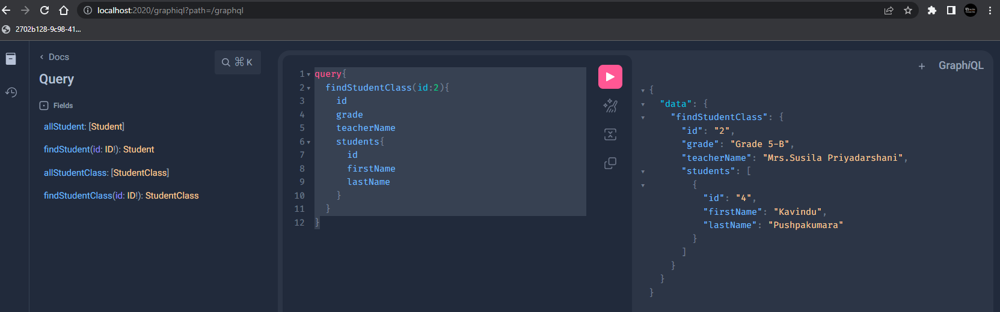 localhost:2020/graphiql?path=/graphql
2702b128-9c98-41...
Docs
⌘ K
Query
Fields
allStudent: [Student]
findStudent(id: ID!): Student
allStudentClass: [StudentClass]
findStudentClass(id: ID!): StudentClass
1 query{
2 findStudentClass(id:2){
3 id
4 grade
5 teacherName
6 students{
7 id
8 firstName
9 lastName
10 }
11 }
12 }
+ GraphiQL
{
"data": {
"findStudentClass": {
"id": "2",
"grade": "Grade 5-B",
"teacherName": "Mrs.Susila Priyadarshani",
"students": [
{
"id": "4",
"firstName": "Kavindu",
"lastName": "Pushpakumara"
}
]
}
}
}